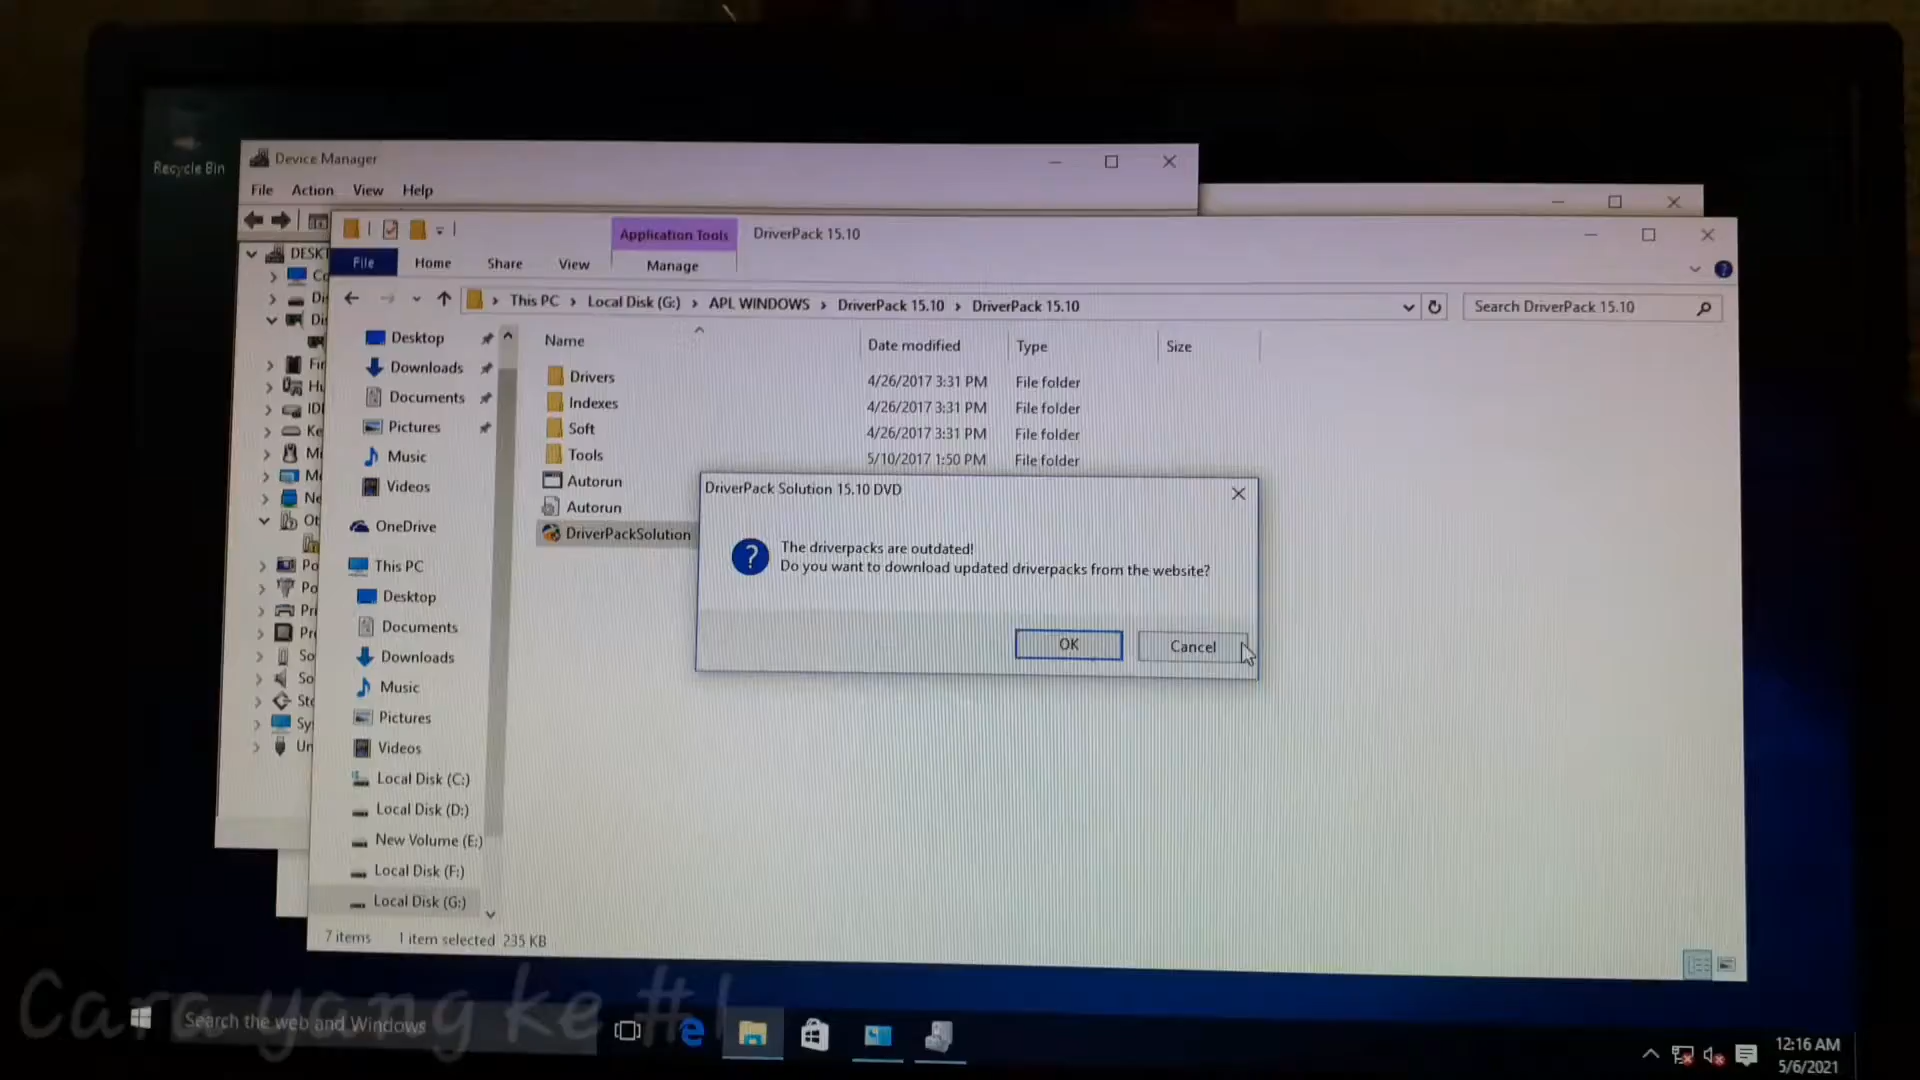 Recycle Bin
Device Manager
File Action View Help
Application Tools
DriverPack 15.10
File Home Share View Manage
This PC > Local Disk (G:) > APL WINDOWS > DriverPack 15.10 > DriverPack 15.10
Search DriverPack 15.10
DESKT
Desktop
Downloads
Documents
Pictures
Music
Videos
OneDrive
This PC
Desktop
Documents
Downloads
Music
Pictures
Videos
Local Disk (C:)
Local Disk (D:)
New Volume (E:)
Local Disk (F:)
Local Disk (G:)
Name Date modified Type Size
Drivers 4/26/2017 3:31 PM File folder
Indexes 4/26/2017 3:31 PM File folder
Soft 4/26/2017 3:31 PM File folder
Tools 5/10/2017 1:50 PM File folder
Autorun
Autorun
DriverPackSolution
DriverPack Solution 15.10 DVD
The driverpacks are outdated!
Do you want to download updated driverpacks from the website?
OK Cancel
7 items 1 item selected 235 KB
Cara yang ke #1
Search the web and Windows
12:16 AM
5/6/2021